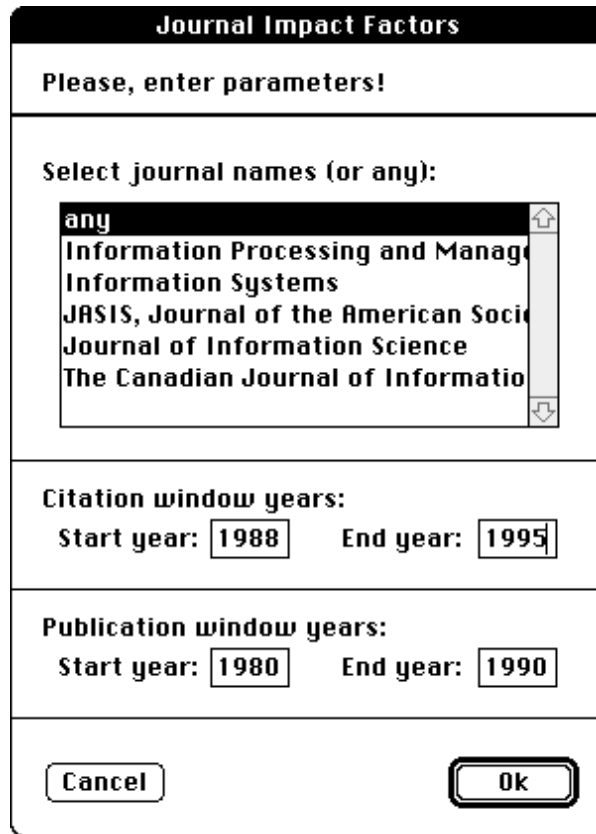 Journal Impact Factors
Please, enter parameters!
Select journal names (or any):
any
Information Processing and Manage
Information Systems
JASIS, Journal of the American Socie
Journal of Information Science
The Canadian Journal of Informatio
Citation window years:
Start year: 1988 End year: 1995
Publication window years:
Start year: 1980 End year: 1990
Cancel Ok